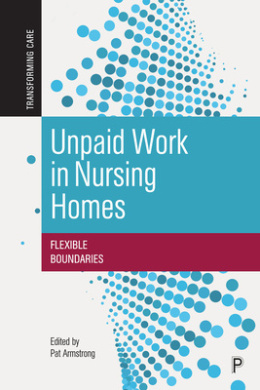 TRANSFORMING CARE
Unpaid Work
in Nursing
Homes
FLEXIBLE
BOUNDARIES
Edited by
Pat Armstrong
P